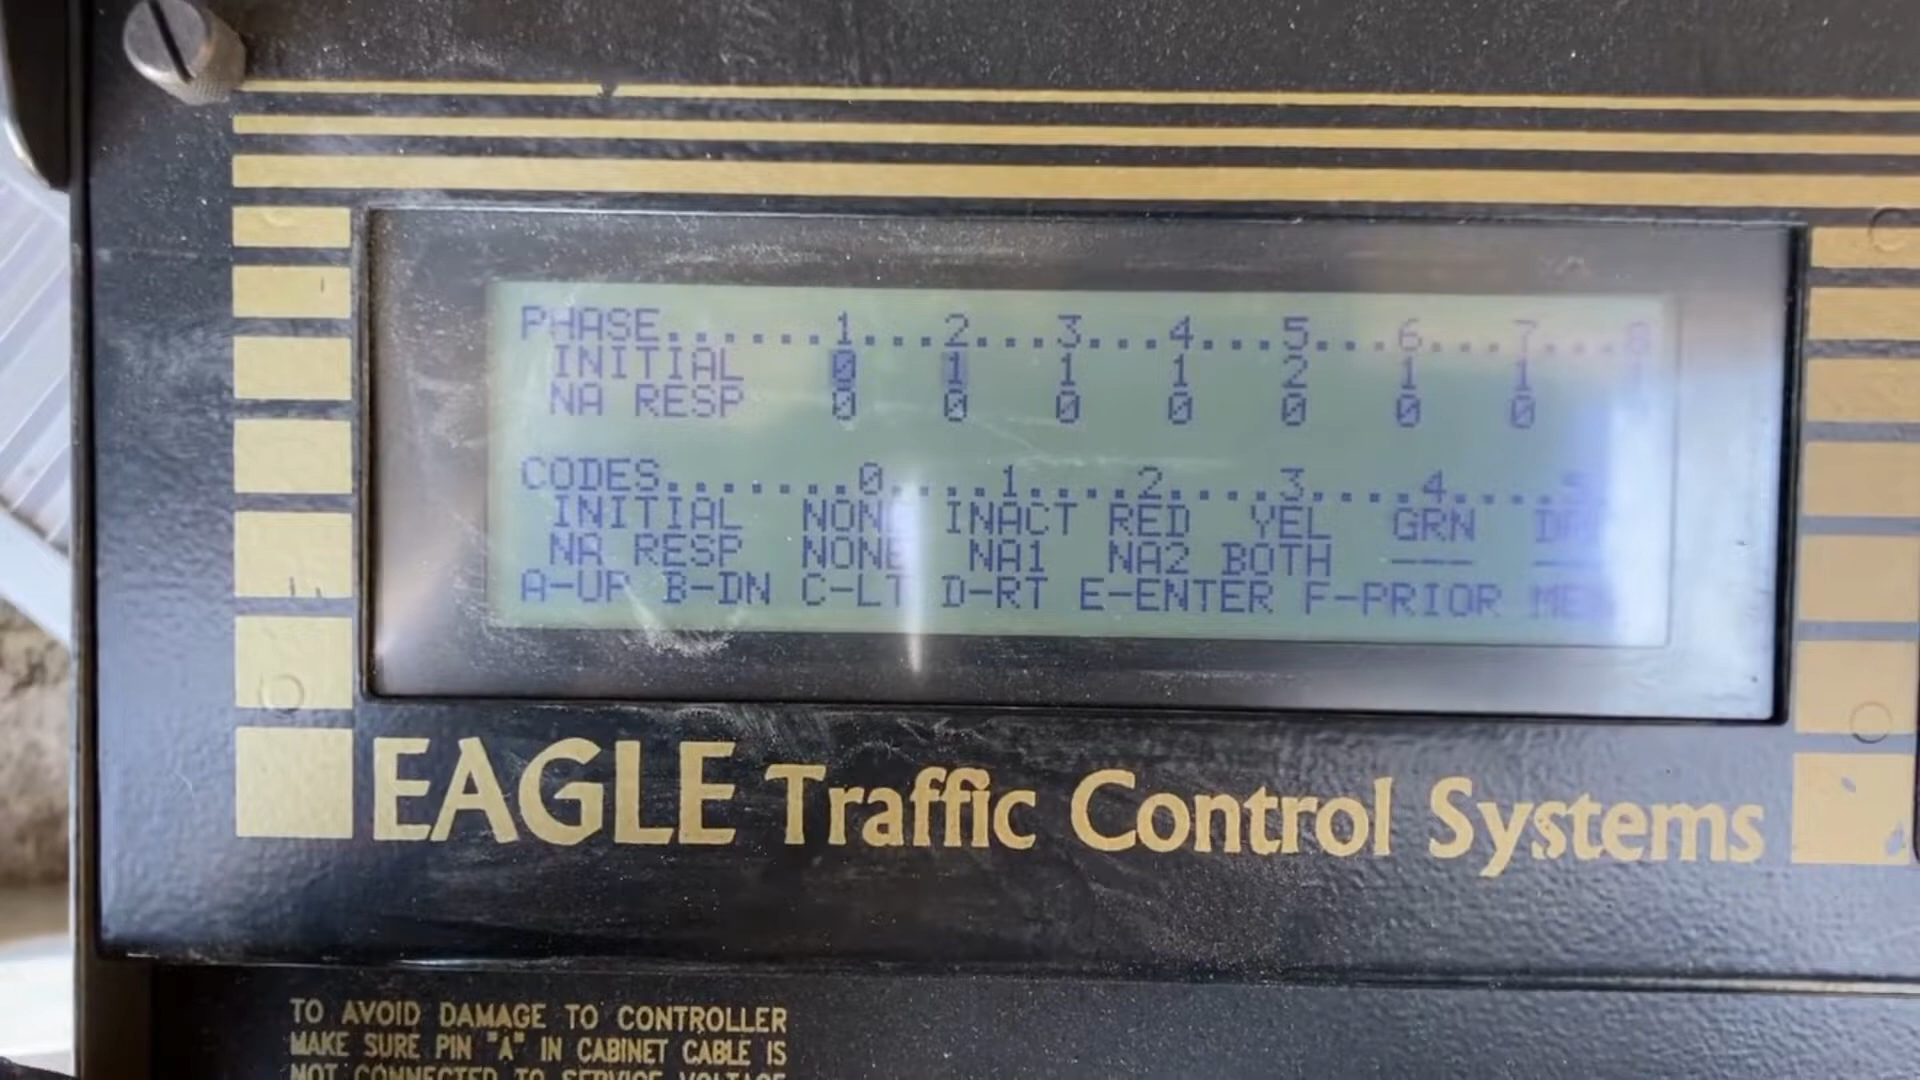 PHASE......1...2...3...4...5...6...7...8
INITIAL 0 1 1 1 2 1 1
NA RESP 0 0 0 0 0 0 0
CODES.......0....1....2....3....4....5
INITIAL NONE INACT RED YEL GRN
NA RESP NONE NA1 NA2 BOTH ---
A-UP B-DN C-LT D-RT E-ENTER F-PRIOR
EAGLE Traffic Control Systems
TO AVOID DAMAGE TO CONTROLLER
MAKE SURE PIN "A" IN CABINET CABLE IS
NOT CONNECTED TO SERVICE VOLTAGE